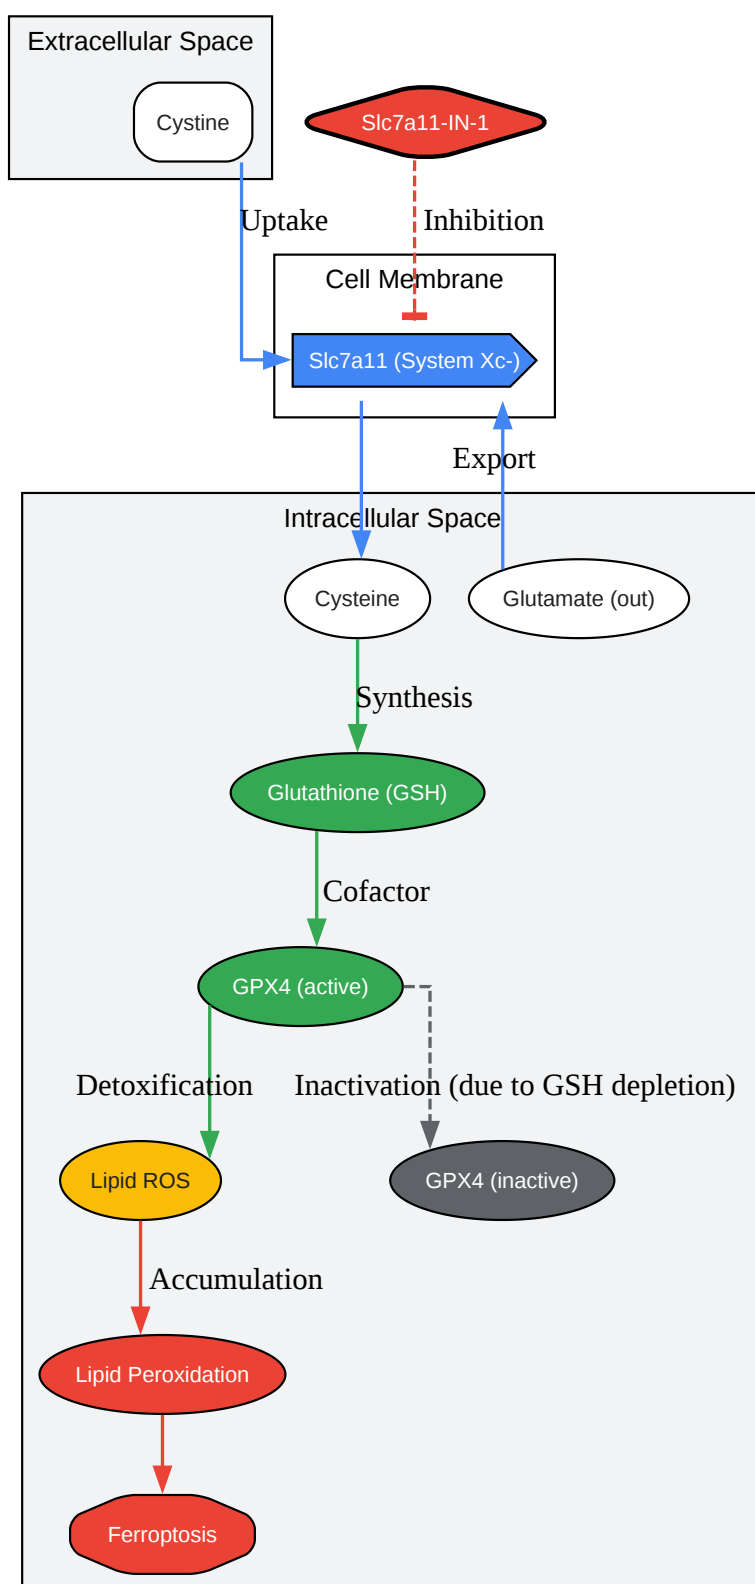 Extracellular Space
Cystine
Slc7a11-IN-1
Uptake
Inhibition
Cell Membrane
Slc7a11 (System Xc-)
Export
Intracellular Space
Cysteine
Glutamate (out)
Synthesis
Glutathione (GSH)
Cofactor
GPX4 (active)
Detoxification
Inactivation (due to GSH depletion)
Lipid ROS
GPX4 (inactive)
Accumulation
Lipid Peroxidation
Ferroptosis